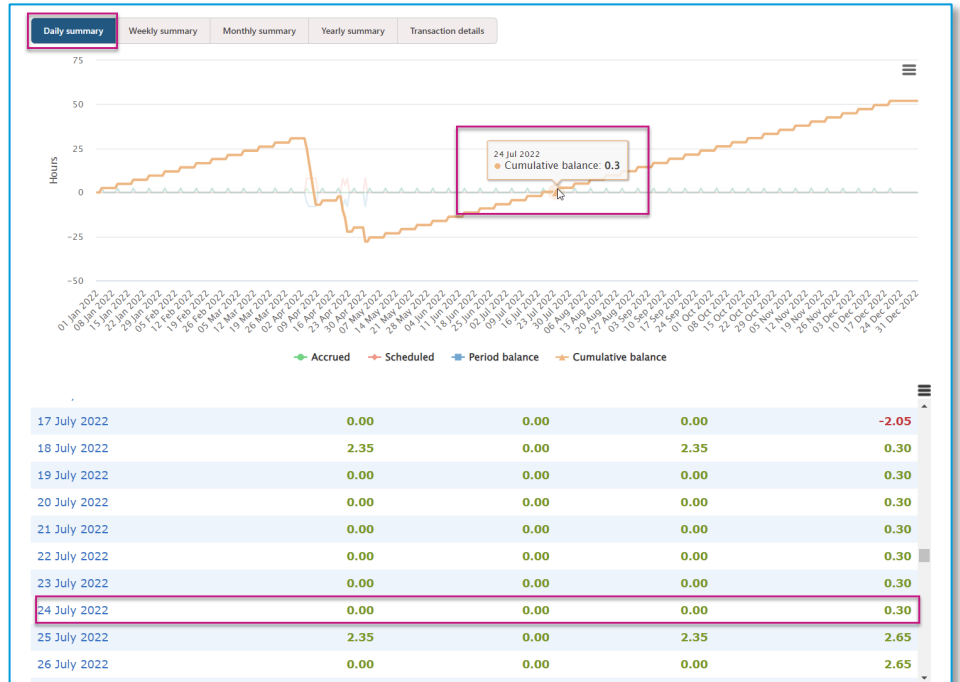 Daily summary Weekly summary Monthly summary Yearly summary Transaction details
75
50
25
0
−25
−50
Hours
24 Jul 2022
Cumulative balance: 0.3
01 Jan 2022
08 Jan 2022
15 Jan 2022
22 Jan 2022
29 Jan 2022
05 Feb 2022
12 Feb 2022
19 Feb 2022
26 Feb 2022
05 Mar 2022
12 Mar 2022
19 Mar 2022
26 Mar 2022
02 Apr 2022
09 Apr 2022
16 Apr 2022
23 Apr 2022
30 Apr 2022
07 May 2022
14 May 2022
21 May 2022
28 May 2022
04 Jun 2022
11 Jun 2022
18 Jun 2022
25 Jun 2022
02 Jul 2022
09 Jul 2022
16 Jul 2022
23 Jul 2022
30 Jul 2022
06 Aug 2022
13 Aug 2022
20 Aug 2022
27 Aug 2022
03 Sep 2022
10 Sep 2022
17 Sep 2022
24 Sep 2022
01 Oct 2022
08 Oct 2022
15 Oct 2022
22 Oct 2022
29 Oct 2022
05 Nov 2022
12 Nov 2022
19 Nov 2022
26 Nov 2022
03 Dec 2022
10 Dec 2022
17 Dec 2022
24 Dec 2022
31 Dec 2022
Accrued Scheduled Period balance Cumulative balance
17 July 2022 0.00 0.00 0.00 -2.05
18 July 2022 2.35 0.00 2.35 0.30
19 July 2022 0.00 0.00 0.00 0.30
20 July 2022 0.00 0.00 0.00 0.30
21 July 2022 0.00 0.00 0.00 0.30
22 July 2022 0.00 0.00 0.00 0.30
23 July 2022 0.00 0.00 0.00 0.30
24 July 2022 0.00 0.00 0.00 0.30
25 July 2022 2.35 0.00 2.35 2.65
26 July 2022 0.00 0.00 0.00 2.65